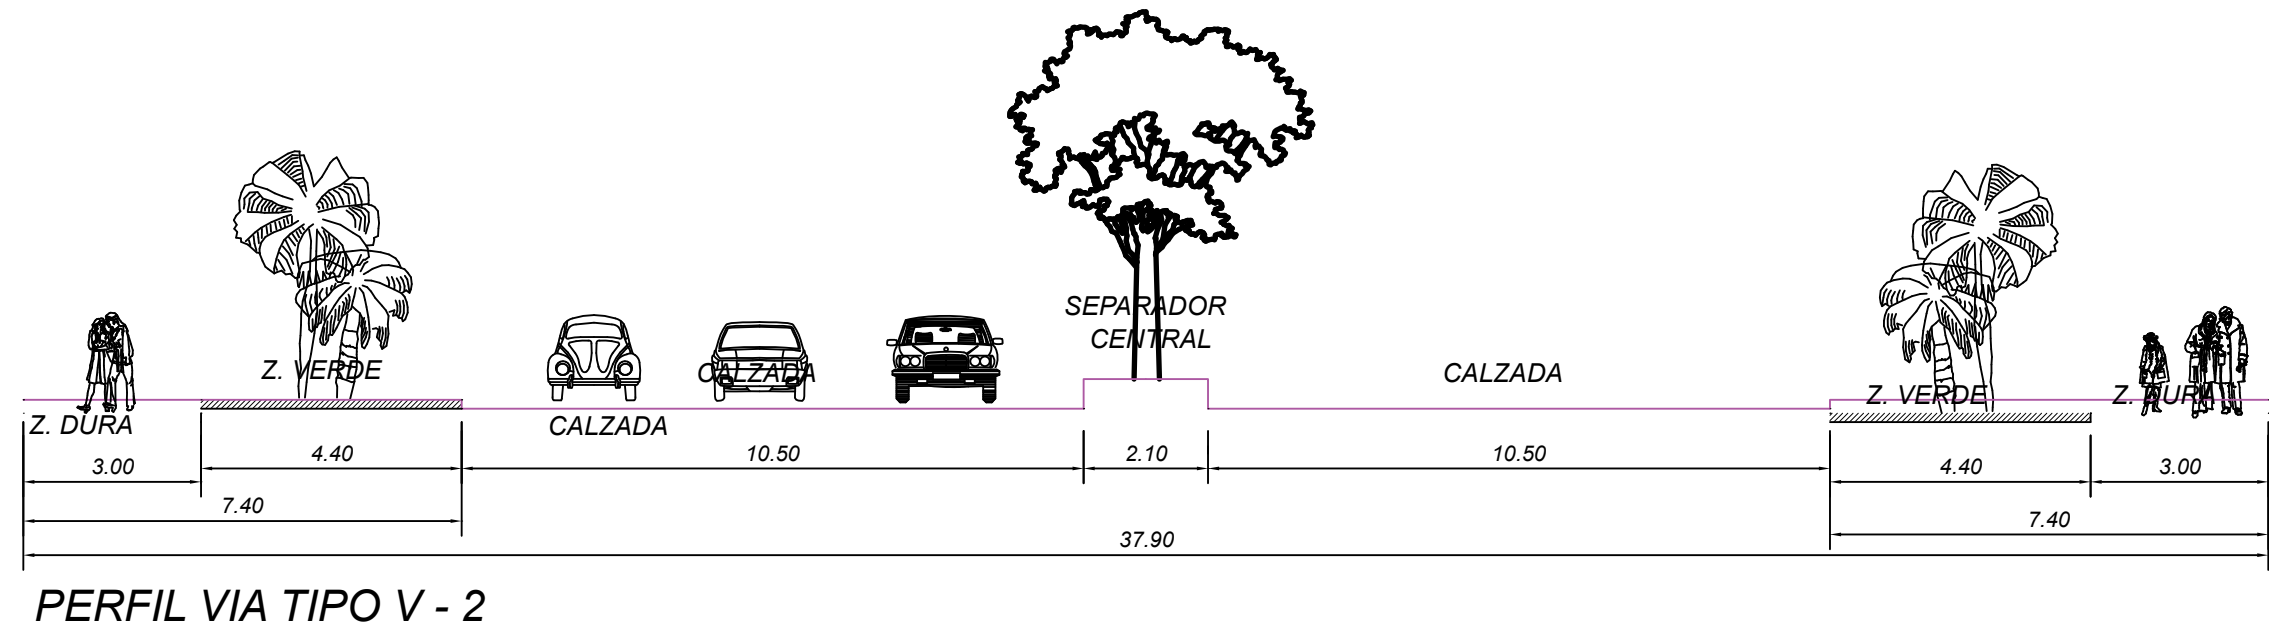 SEPARADOR
CENTRAL
Z. VERDE
CALZADA
CALZADA
Z. VERDE
Z. DURA
Z. DURA
CALZADA
3.00
4.40
10.50
2.10
10.50
4.40
3.00
7.40
7.40
37.90
PERFIL VIA TIPO V - 2